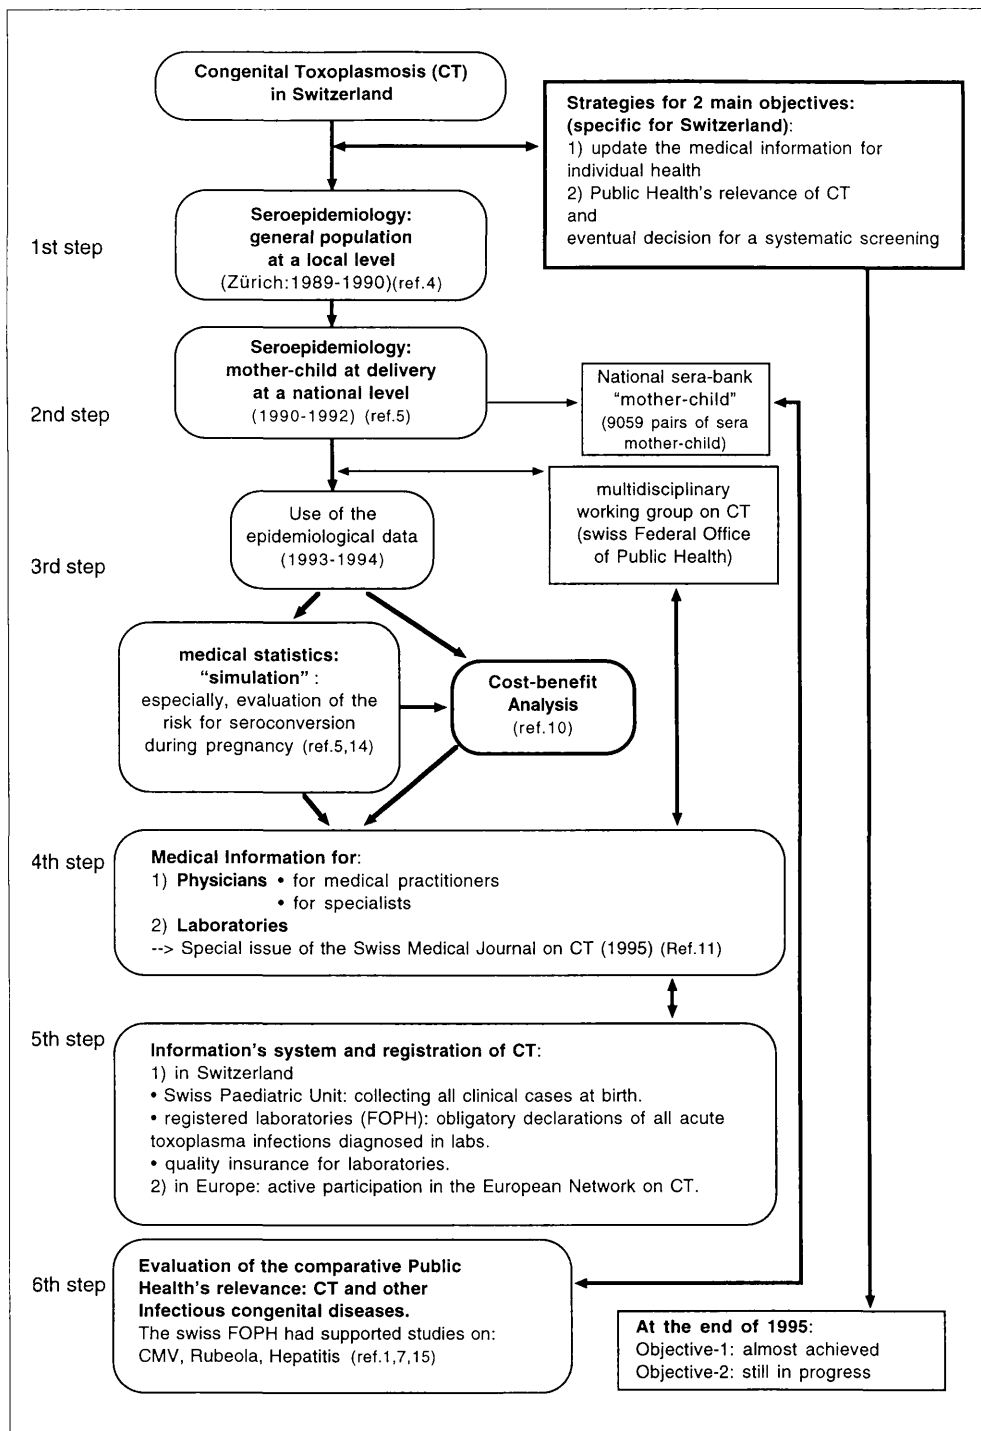 Congenital Toxoplasmosis (CT)
in Switzerland
Strategies for 2 main objectives:
(specific for Switzerland):
1) update the medical information for
individual health
2) Public Health's relevance of CT
and
eventual decision for a systematic screening
1st step
Seroepidemiology:
general population
at a local level
(Zürich:1989-1990)(ref.4)
2nd step
Seroepidemiology:
mother-child at delivery
at a national level
(1990-1992) (ref.5)
National sera-bank
"mother-child"
(9059 pairs of sera
mother-child)
multidisciplinary
working group on CT
(swiss Federal Office
of Public Health)
3rd step
Use of the
epidemiological data
(1993-1994)
medical statistics:
"simulation" :
especially, evaluation of the
risk for seroconversion
during pregnancy (ref.5,14)
Cost-benefit
Analysis
(ref.10)
4th step
Medical Information for:
1) Physicians • for medical practitioners
• for specialists
2) Laboratories
--> Special issue of the Swiss Medical Journal on CT (1995) (Ref.11)
5th step
Information's system and registration of CT:
1) in Switzerland
• Swiss Paediatric Unit: collecting all clinical cases at birth.
• registered laboratories (FOPH): obligatory declarations of all acute
toxoplasma infections diagnosed in labs.
• quality insurance for laboratories.
2) in Europe: active participation in the European Network on CT.
6th step
Evaluation of the comparative Public
Health's relevance: CT and other
Infectious congenital diseases.
The swiss FOPH had supported studies on:
CMV, Rubeola, Hepatitis (ref.1,7,15)
At the end of 1995:
Objective-1: almost achieved
Objective-2: still in progress